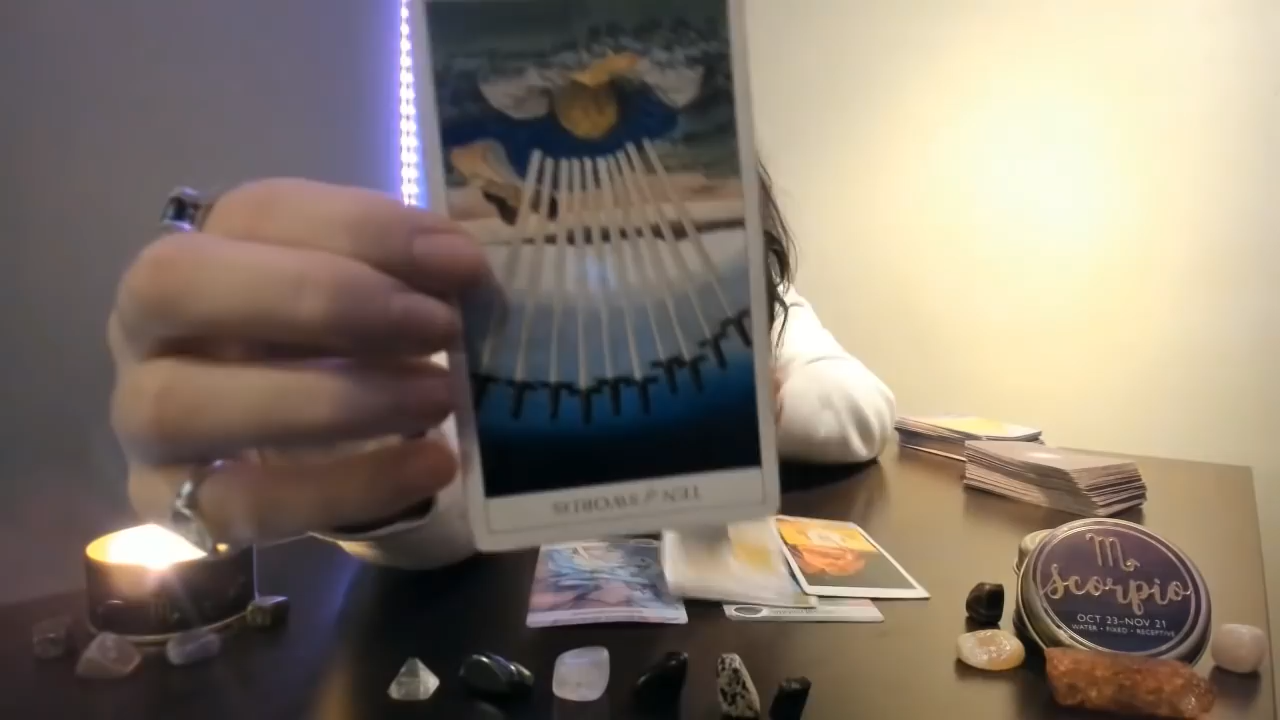 TEN of SWORDS
scorpio
OCT 23–NOV 21
WATER • FIXED • RECEPTIVE